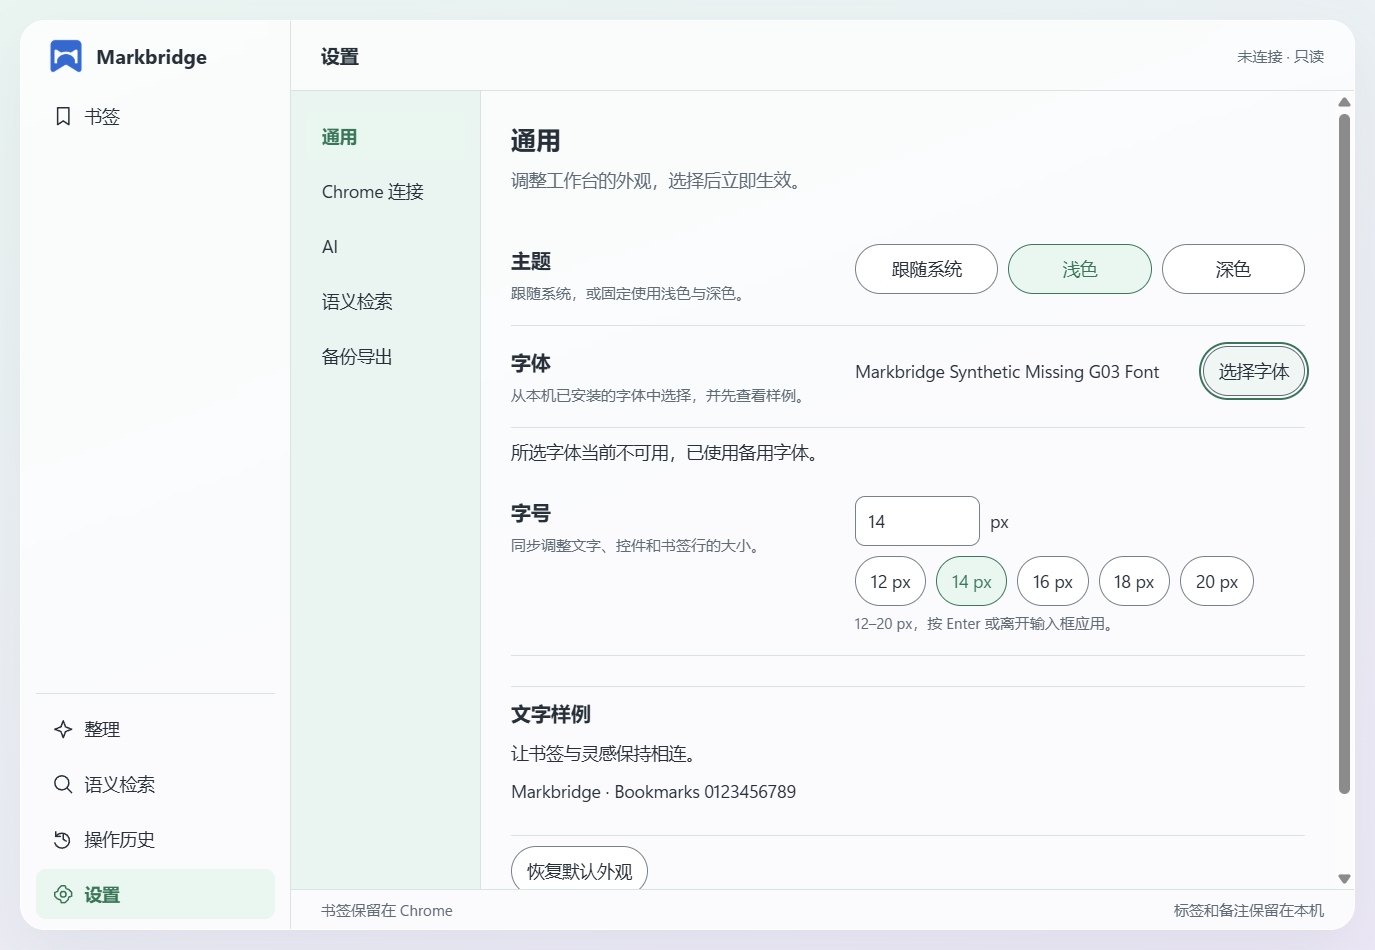 Markbridge
书签
整理
语义检索
操作历史
设置
设置
未连接 · 只读
通用
Chrome 连接
AI
语义检索
备份导出
通用
调整工作台的外观，选择后立即生效。
主题
跟随系统，或固定使用浅色与深色。
跟随系统
浅色
深色
字体
从本机已安装的字体中选择，并先查看样例。
Markbridge Synthetic Missing G03 Font
选择字体
所选字体当前不可用，已使用备用字体。
字号
同步调整文字、控件和书签行的大小。
14 px
12 px
14 px
16 px
18 px
20 px
12–20 px，按 Enter 或离开输入框应用。
文字样例
让书签与灵感保持相连。
Markbridge · Bookmarks 0123456789
恢复默认外观
书签保留在 Chrome
标签和备注保留在本机